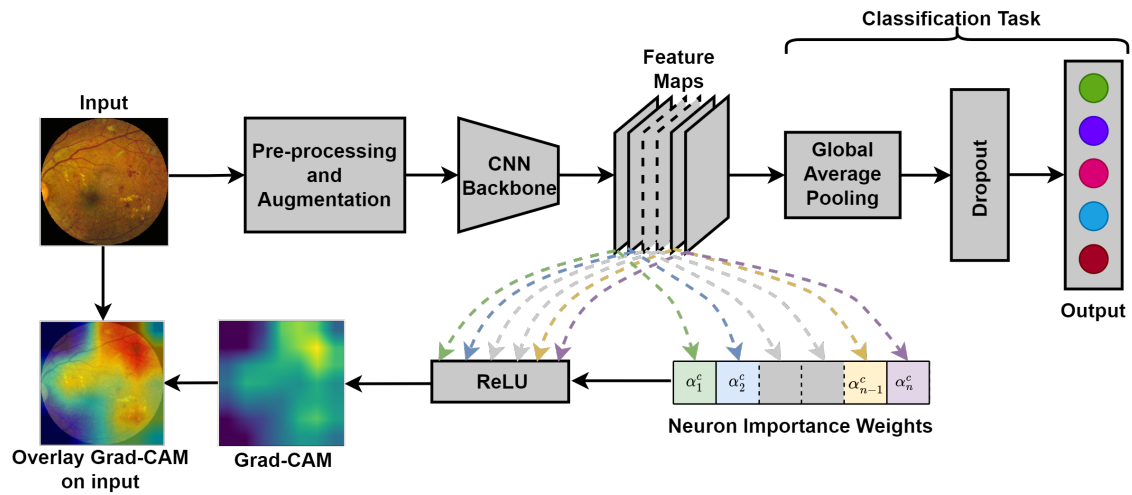 Classification Task
Feature
Maps
Input
Pre-processing
and
Augmentation
CNN
Backbone
Global
Average
Pooling
Dropout
Output
ReLU
α₁ᶜ α₂ᶜ αₙ₋₁ᶜ αₙᶜ
Neuron Importance Weights
Grad-CAM
Overlay Grad-CAM
on input